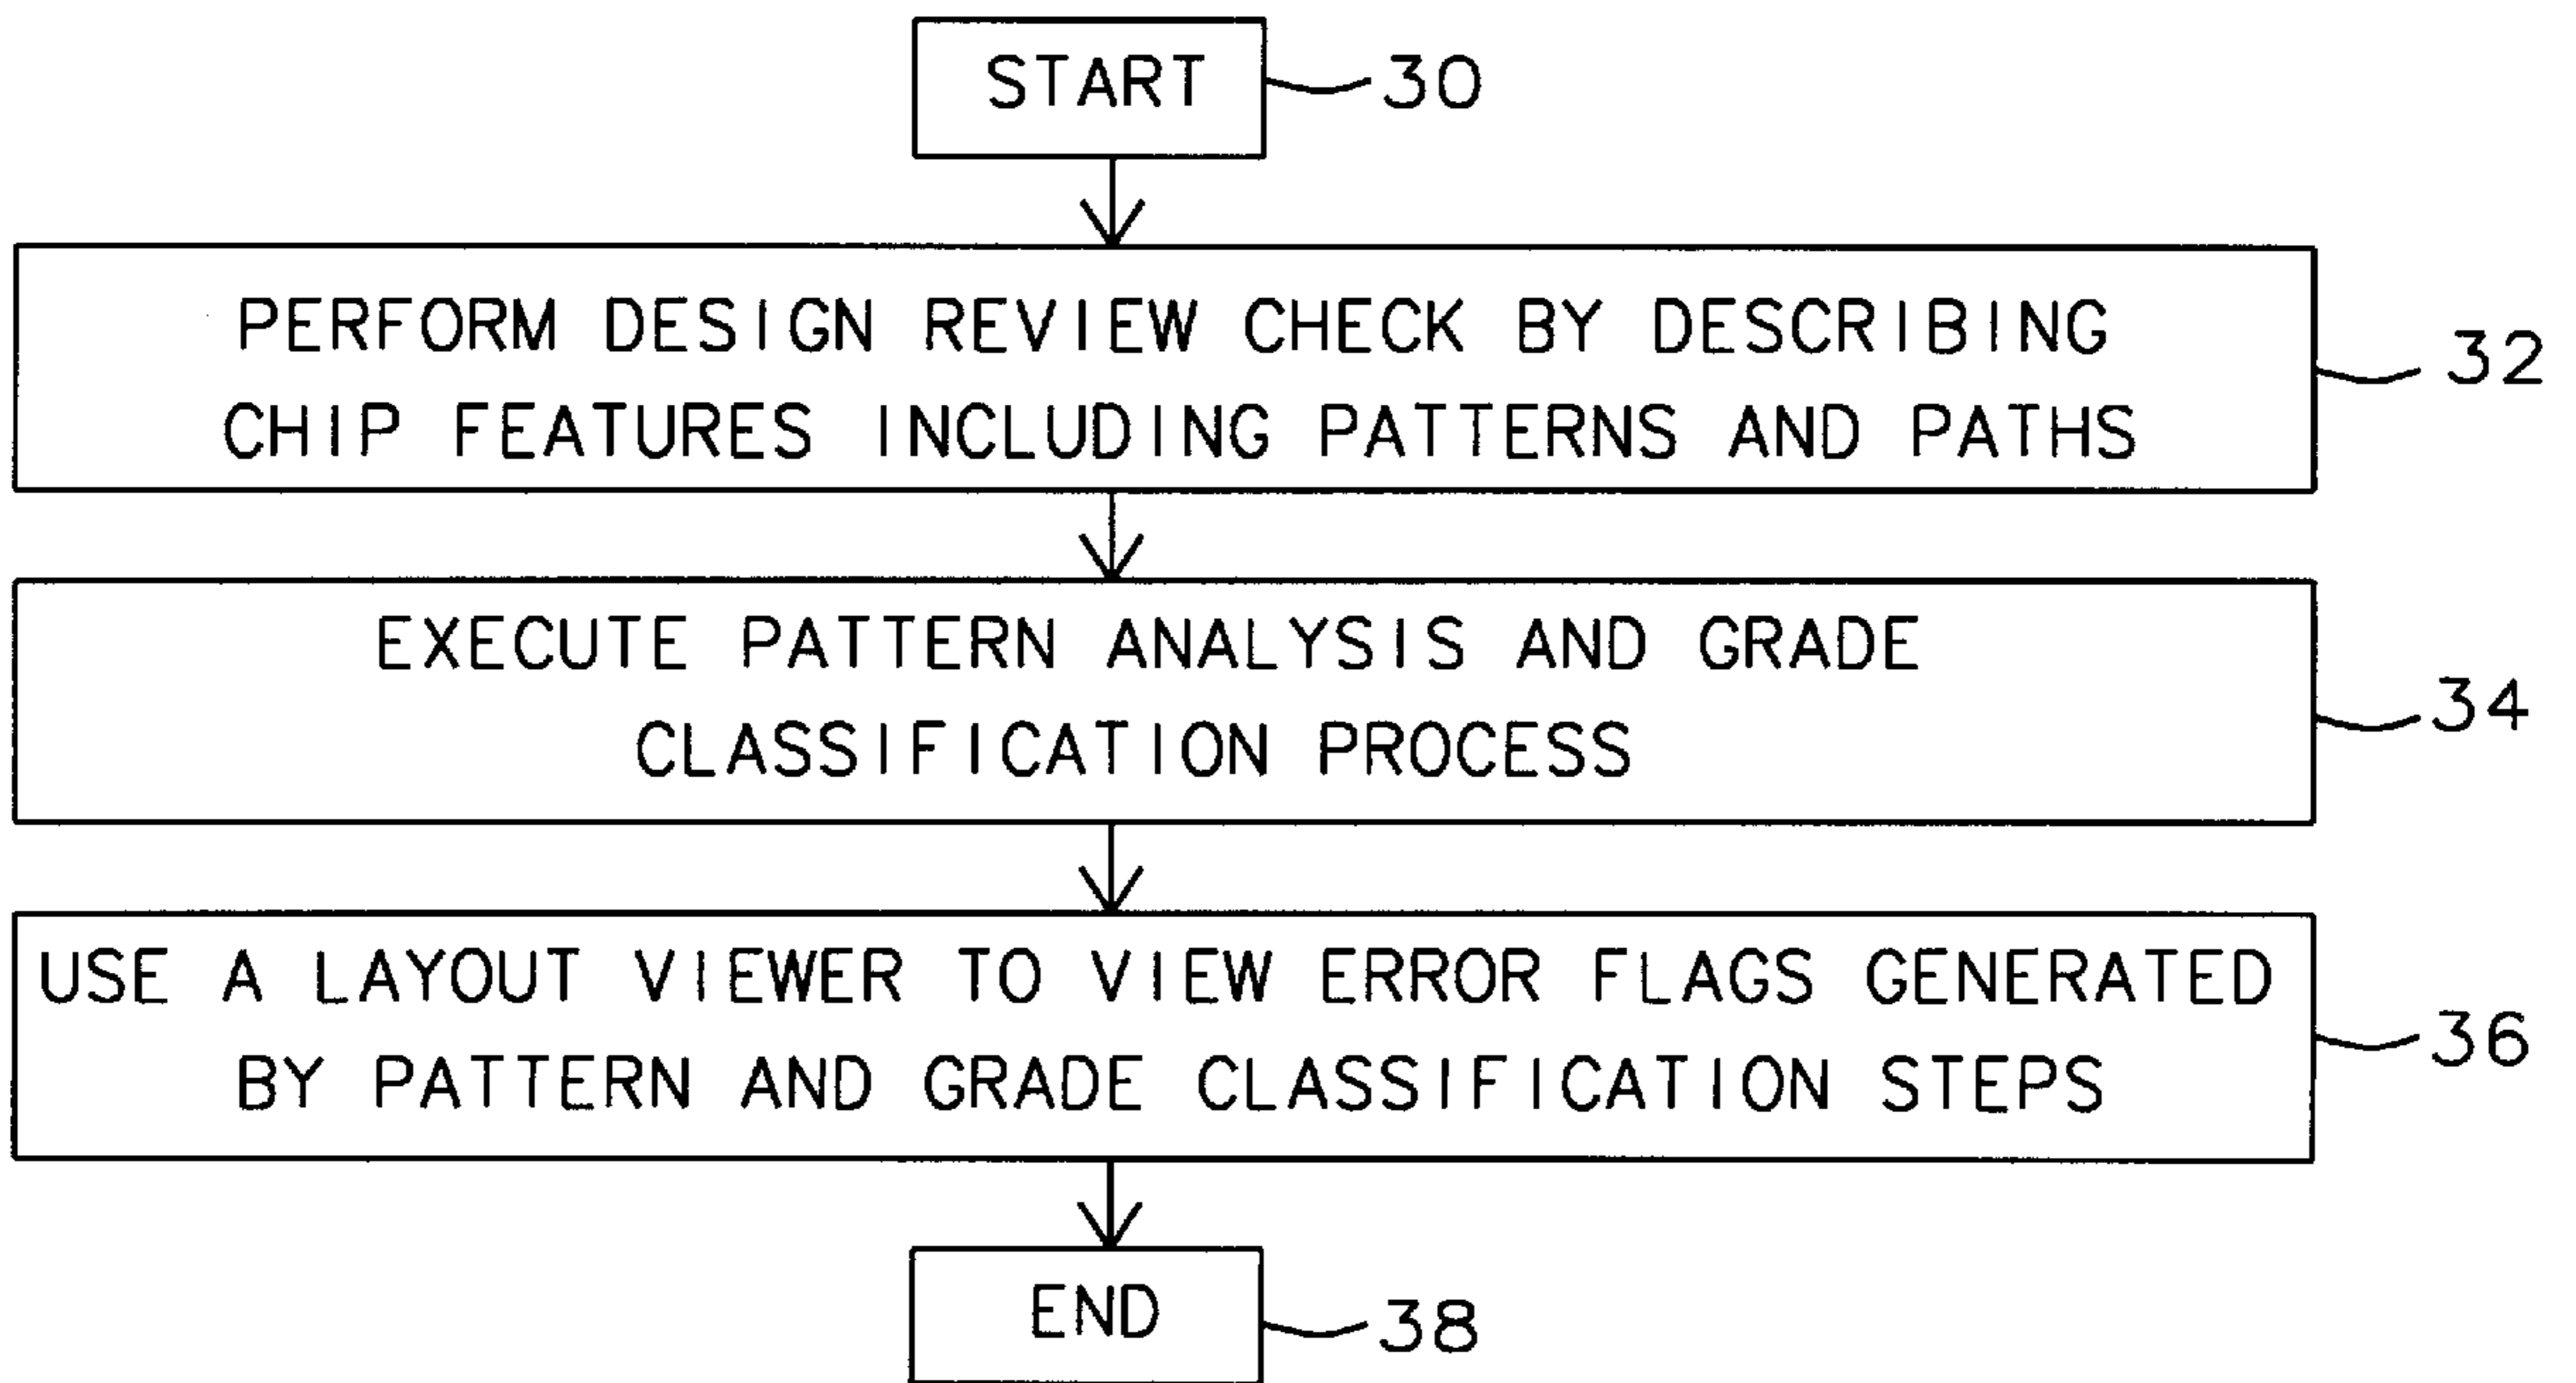 START
30
PERFORM DESIGN REVIEW CHECK BY DESCRIBING
CHIP FEATURES INCLUDING PATTERNS AND PATHS
32
EXECUTE PATTERN ANALYSIS AND GRADE
CLASSIFICATION PROCESS
34
USE A LAYOUT VIEWER TO VIEW ERROR FLAGS GENERATED
BY PATTERN AND GRADE CLASSIFICATION STEPS
36
END
38